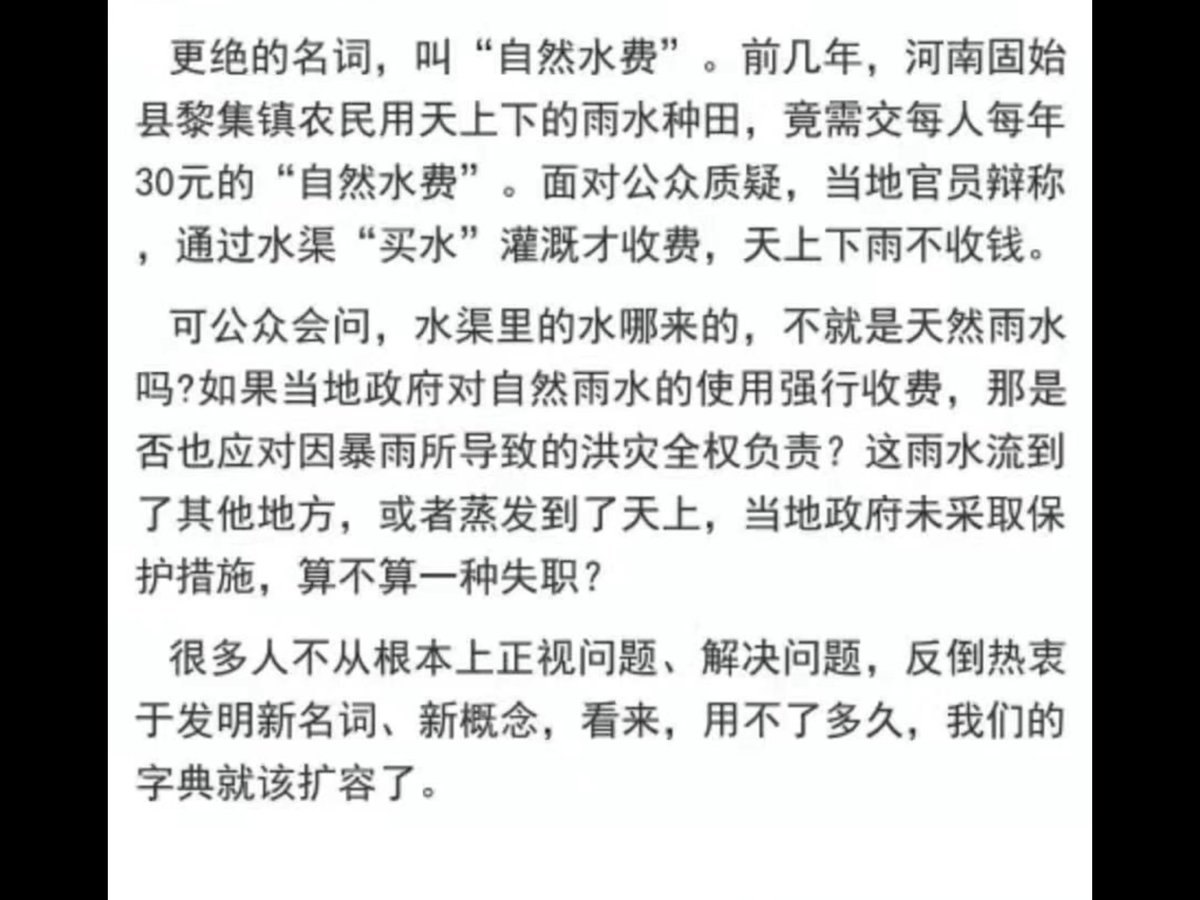 更绝的名词，叫“自然水费”。前几年，河南固始
县黎集镇农民用天上下的雨水种田，竟需交每人每年
30元的“自然水费”。面对公众质疑，当地官员辩称
，通过水渠“买水”灌溉才收费，天上下雨不收钱。
可公众会问，水渠里的水哪来的，不就是天然雨水
吗?如果当地政府对自然雨水的使用强行收费，那是
否也应对因暴雨所导致的洪灾全权负责？这雨水流到
了其他地方，或者蒸发到了天上，当地政府未采取保
护措施，算不算一种失职？
很多人不从根本上正视问题、解决问题，反倒热衷
于发明新名词、新概念，看来，用不了多久，我们的
字典就该扩容了。